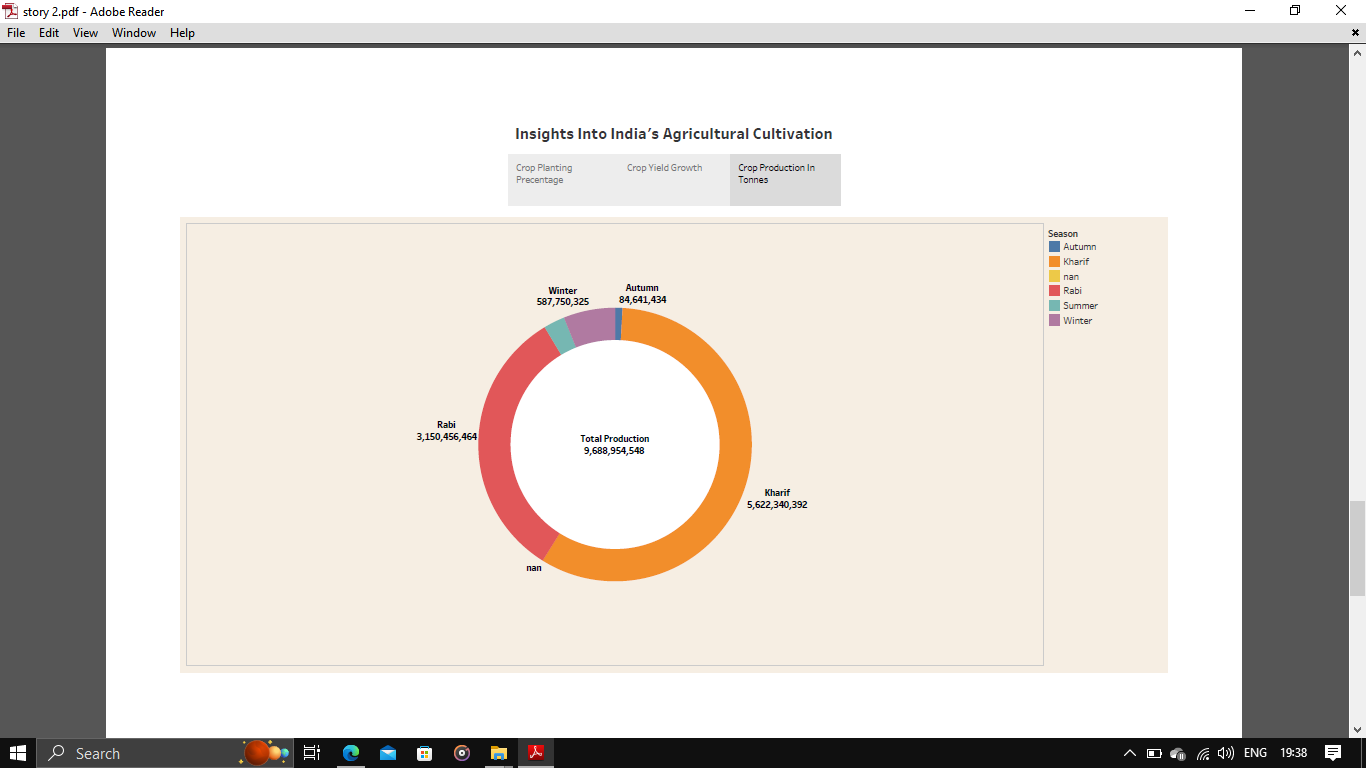 story 2.pdf - Adobe Reader
File Edit View Window Help
Insights Into India's Agricultural Cultivation
Crop Planting
Precentage
Crop Yield Growth
Crop Production In
Tonnes
Season
Autumn
Kharif
nan
Rabi
Summer
Winter
Winter
587,750,325
Autumn
84,641,434
Rabi
3,150,456,464
Total Production
9,688,954,548
Kharif
5,622,340,392
nan
Search
ENG
19:38